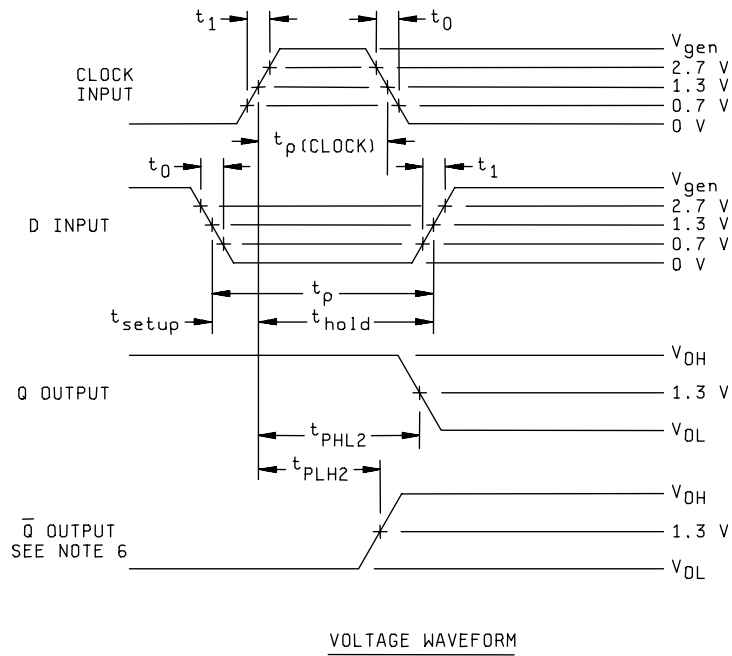 t1 t0
CLOCK
INPUT
Vgen
2.7 V
1.3 V
0.7 V
0 V
tp(CLOCK)
t0 t1
D INPUT
Vgen
2.7 V
1.3 V
0.7 V
0 V
tp
tsetup thold
Q OUTPUT
VOH
1.3 V
VOL
tPHL2
tPLH2
Q̅ OUTPUT
SEE NOTE 6
VOH
1.3 V
VOL
VOLTAGE WAVEFORM